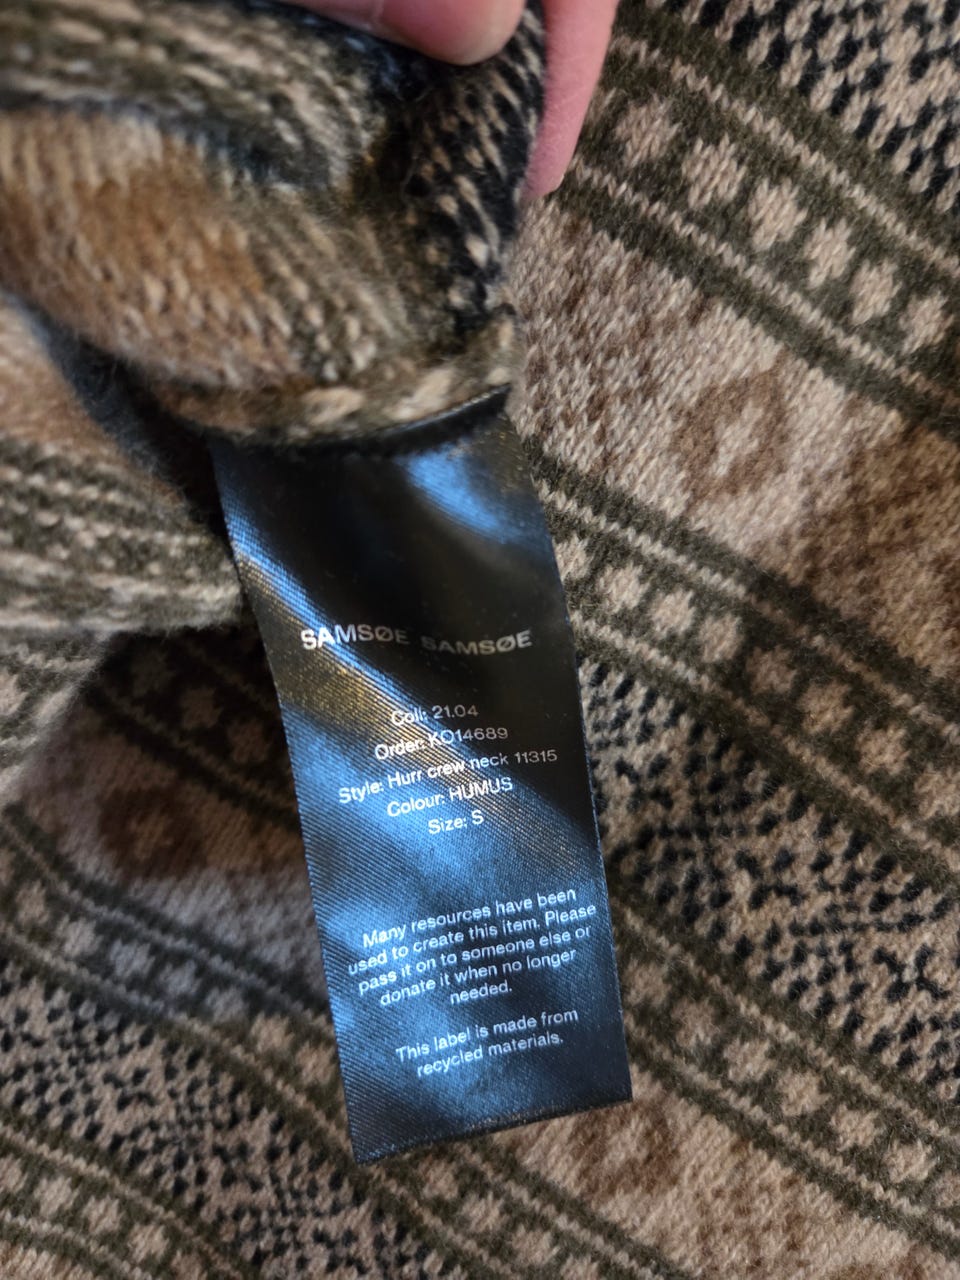 SAMSØE SAMSØE
Coll: 21.04
Order: KO14689
Style: Hurr crew neck 11315
Colour: HUMUS
Size: S
Many resources have been
used to create this item. Please
pass it on to someone else or
donate it when no longer
needed.
This label is made from
recycled materials.